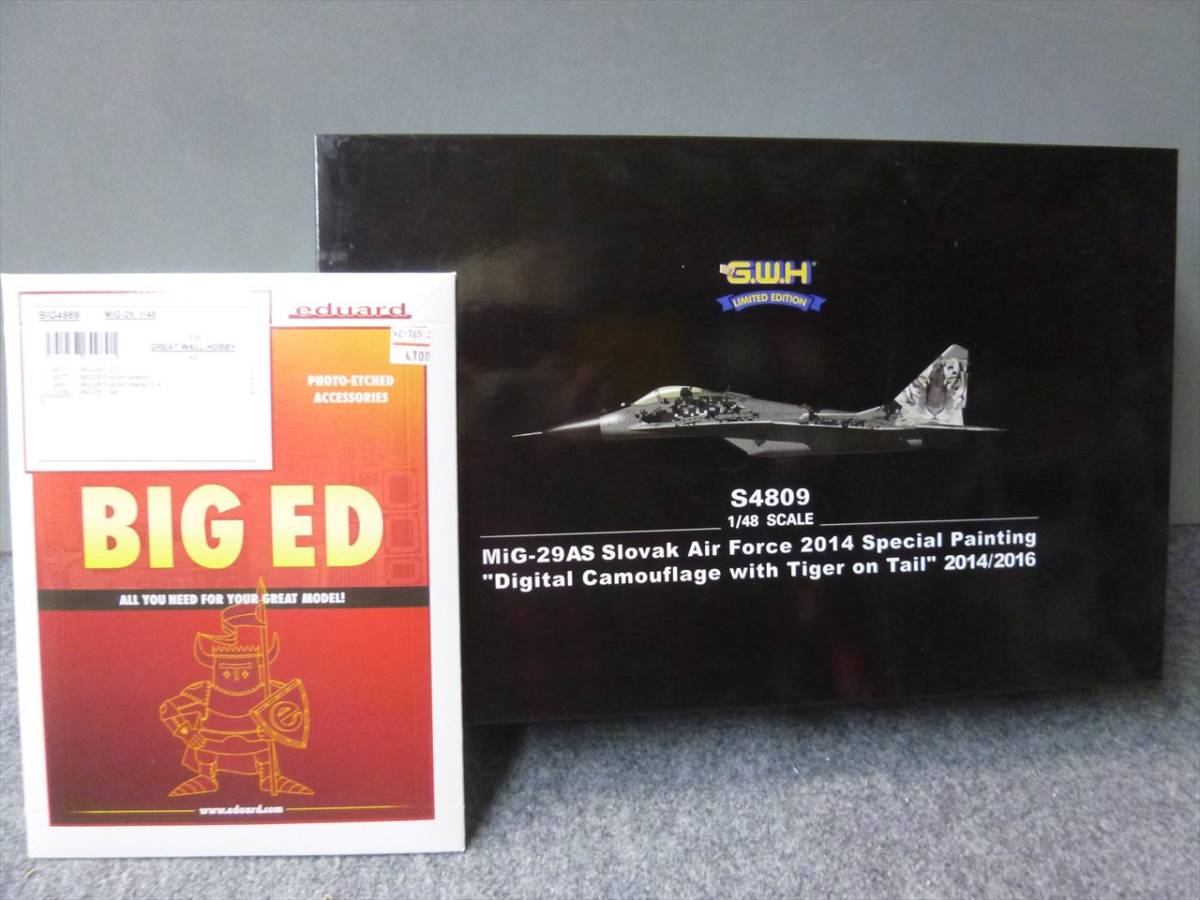 eduard
BIG4989
MiG-29 1/48
GREAT WALL HOBBY
4700
PHOTO-ETCHED
ACCESSORIES
BIG ED
ALL YOU NEED FOR YOUR GREAT MODEL!
www.eduard.com
G.W.H
LIMITED EDITION
S4809
1/48 SCALE
MiG-29AS Slovak Air Force 2014 Special Painting
"Digital Camouflage with Tiger on Tail" 2014/2016